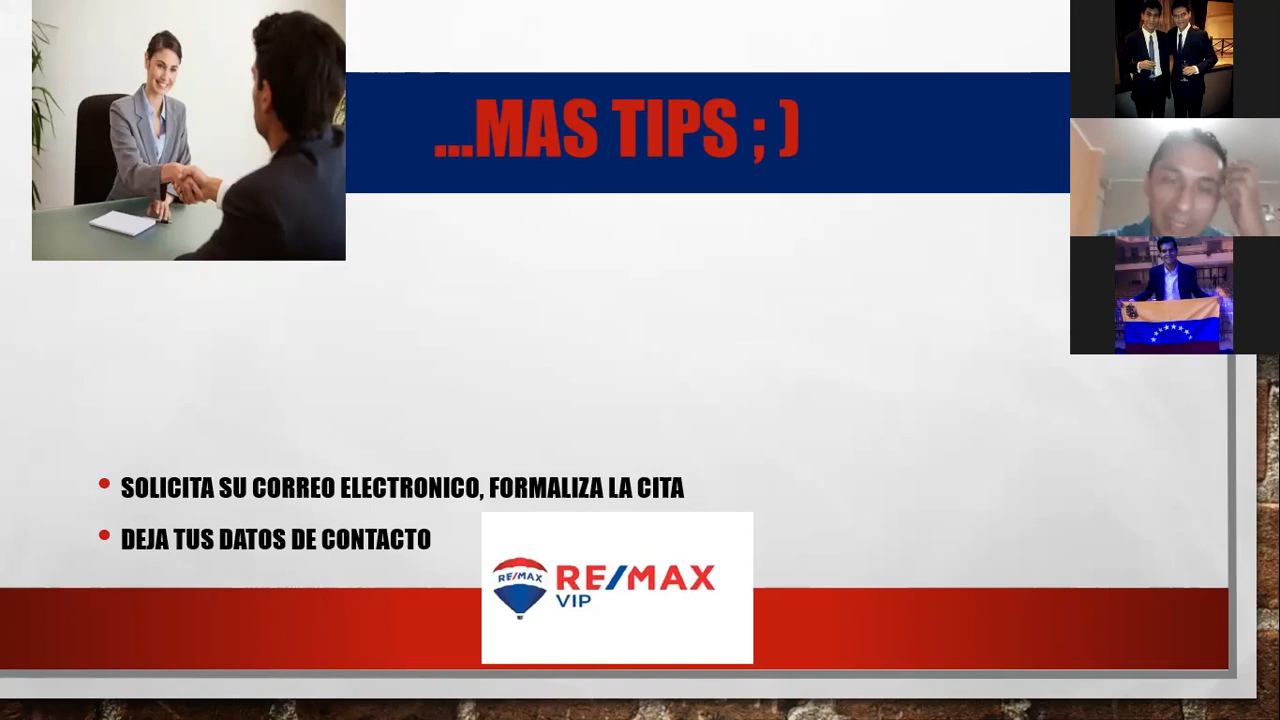 ...MAS TIPS ; )
SOLICITA SU CORREO ELECTRONICO, FORMALIZA LA CITA
DEJA TUS DATOS DE CONTACTO
RE/MAX
RE/MAX
VIP